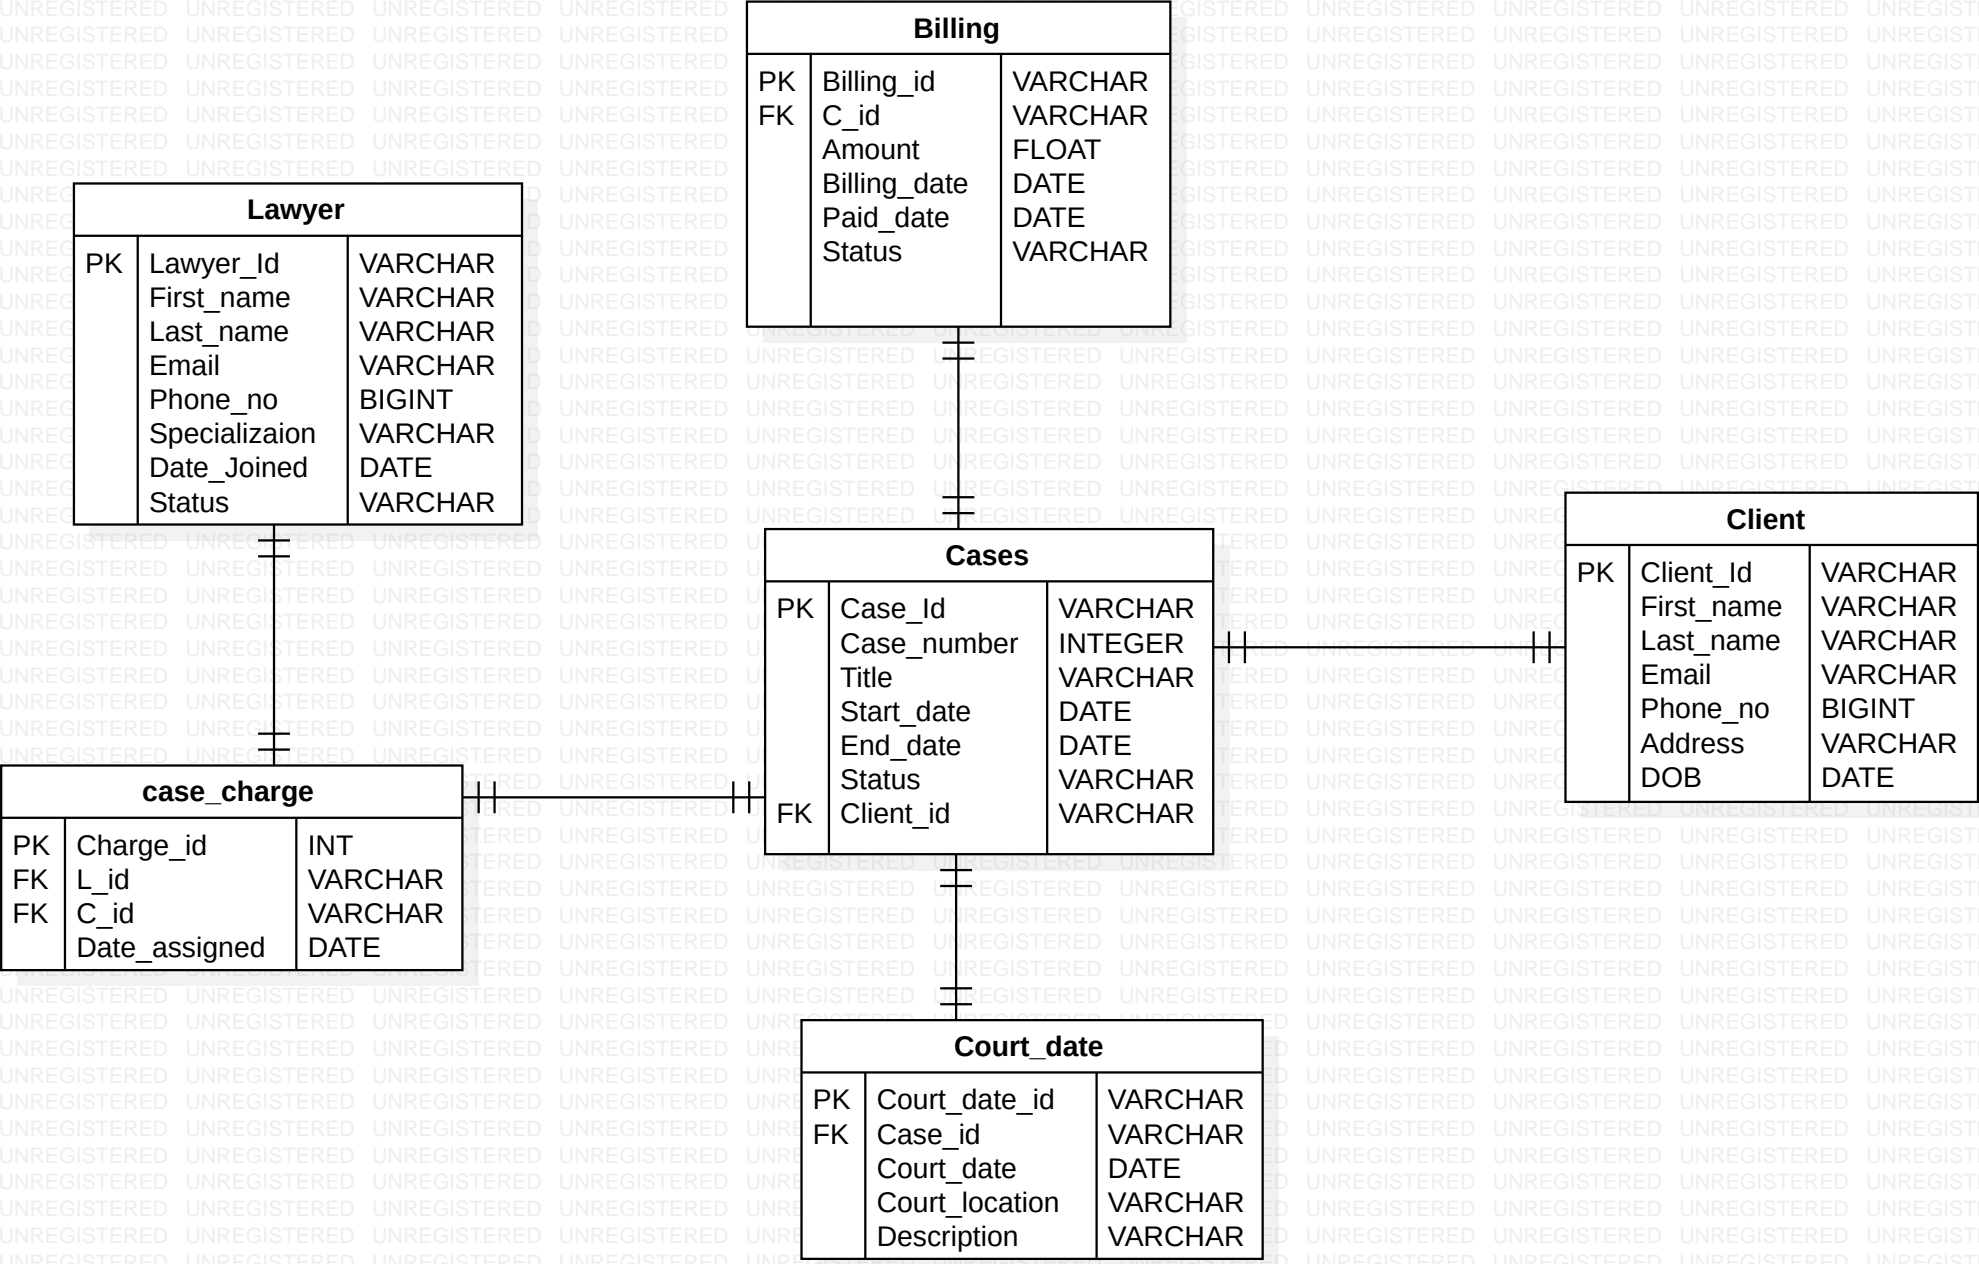 Billing
PK Billing_id VARCHAR
FK C_id VARCHAR
Amount FLOAT
Billing_date DATE
Paid_date DATE
Status VARCHAR
Lawyer
PK Lawyer_Id VARCHAR
First_name VARCHAR
Last_name VARCHAR
Email VARCHAR
Phone_no BIGINT
Specializaion VARCHAR
Date_Joined DATE
Status VARCHAR
Cases
PK Case_Id VARCHAR
Case_number INTEGER
Title VARCHAR
Start_date DATE
End_date DATE
Status VARCHAR
FK Client_id VARCHAR
Client
PK Client_Id VARCHAR
First_name VARCHAR
Last_name VARCHAR
Email VARCHAR
Phone_no BIGINT
Address VARCHAR
DOB DATE
case_charge
PK Charge_id INT
FK L_id VARCHAR
FK C_id VARCHAR
Date_assigned DATE
Court_date
PK Court_date_id VARCHAR
FK Case_id VARCHAR
Court_date DATE
Court_location VARCHAR
Description VARCHAR
UNREGISTERED